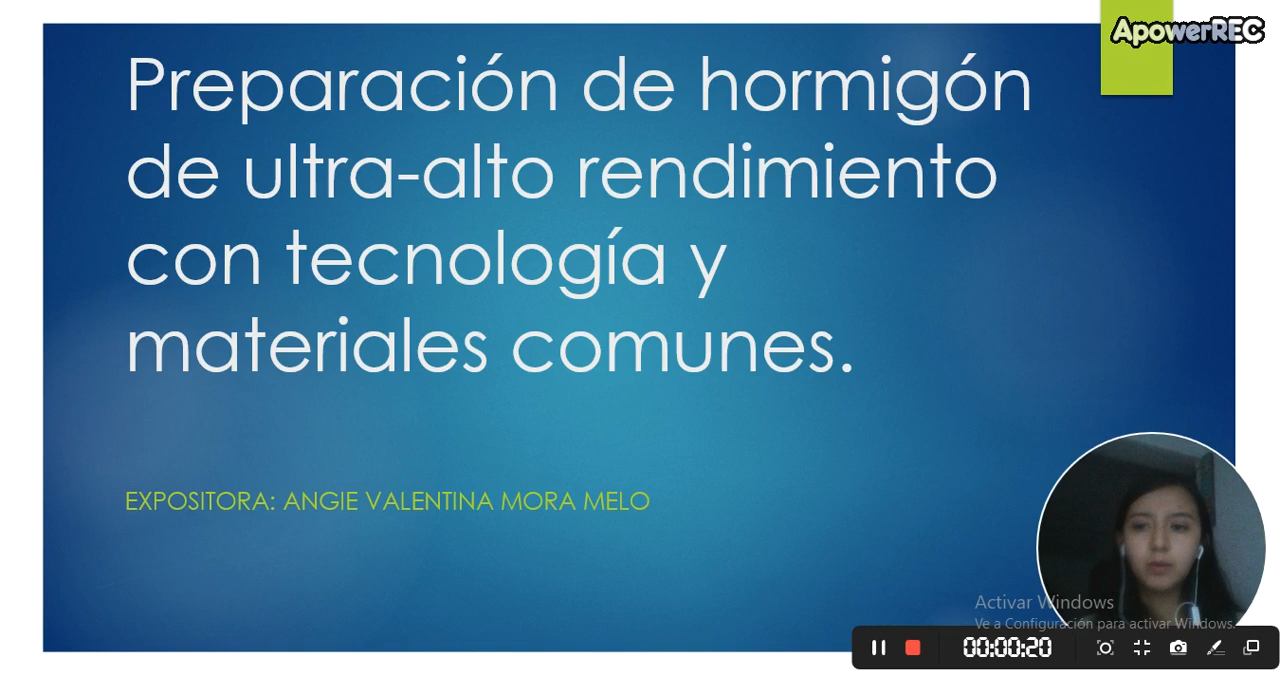 ApowerREC
Preparación de hormigón
de ultra-alto rendimiento
con tecnología y
materiales comunes.
EXPOSITORA: ANGIE VALENTINA MORA MELO
Activar Windows
Ve a Configuración para activar Windows.
00:00:20